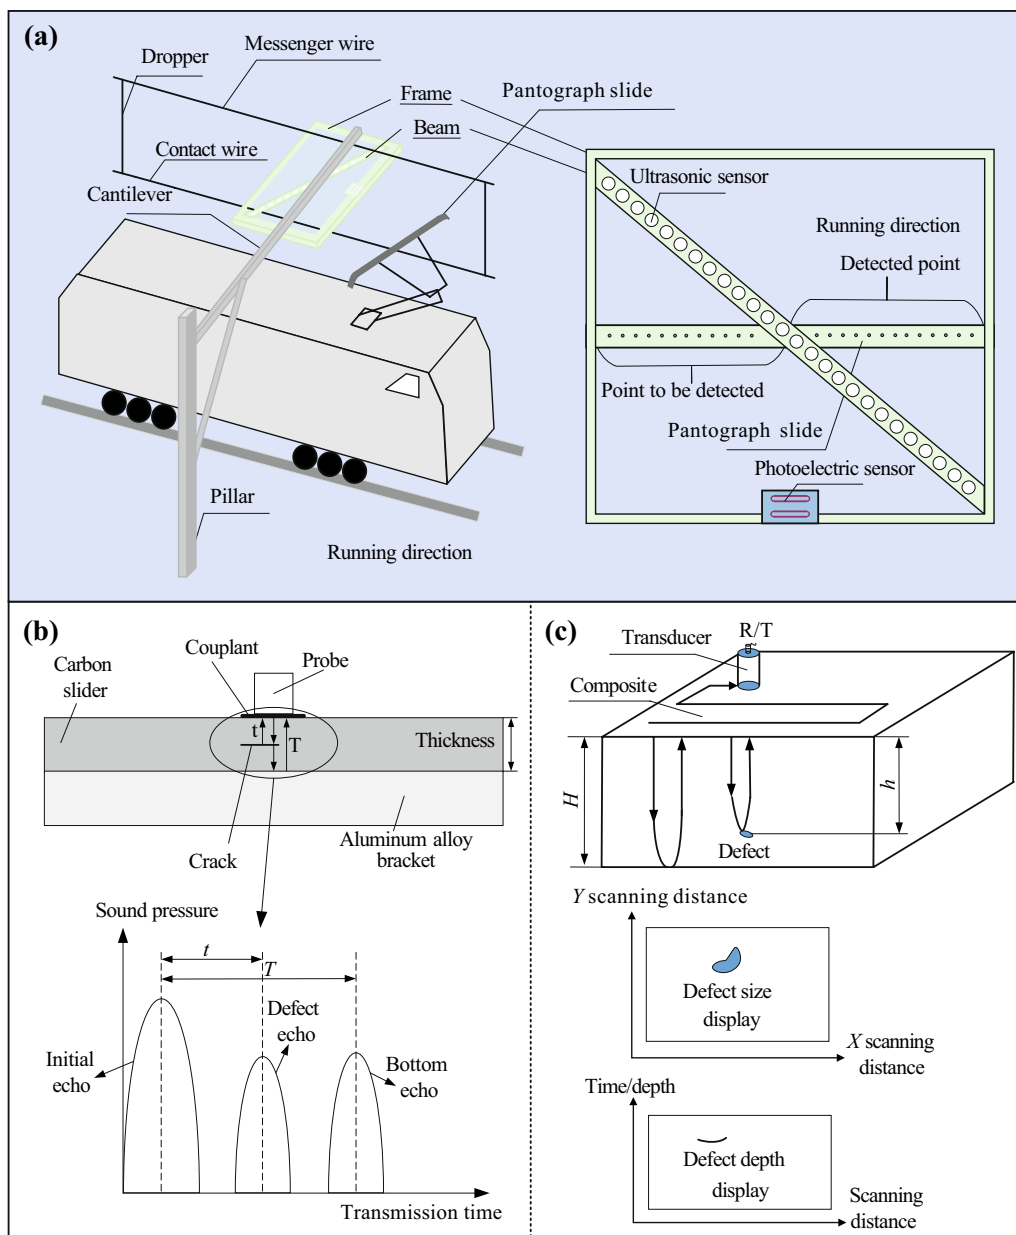 (a)
Messenger wire
Dropper
Frame
Pantograph slide
Beam
Contact wire
Cantilever
Pillar
Running direction
Ultrasonic sensor
Running direction
Detected point
Point to be detected
Pantograph slide
Photoelectric sensor
(b)
Couplant
Probe
Carbon
slider
t
T
Thickness
Aluminum alloy
bracket
Crack
Sound pressure
t
T
Defect
echo
Initial
echo
Bottom
echo
Transmission time
(c)
R/T
Transducer
Composite
H
h
Defect
Y scanning distance
Defect size
display
X scanning
distance
Time/depth
Defect depth
display
Scanning
distance